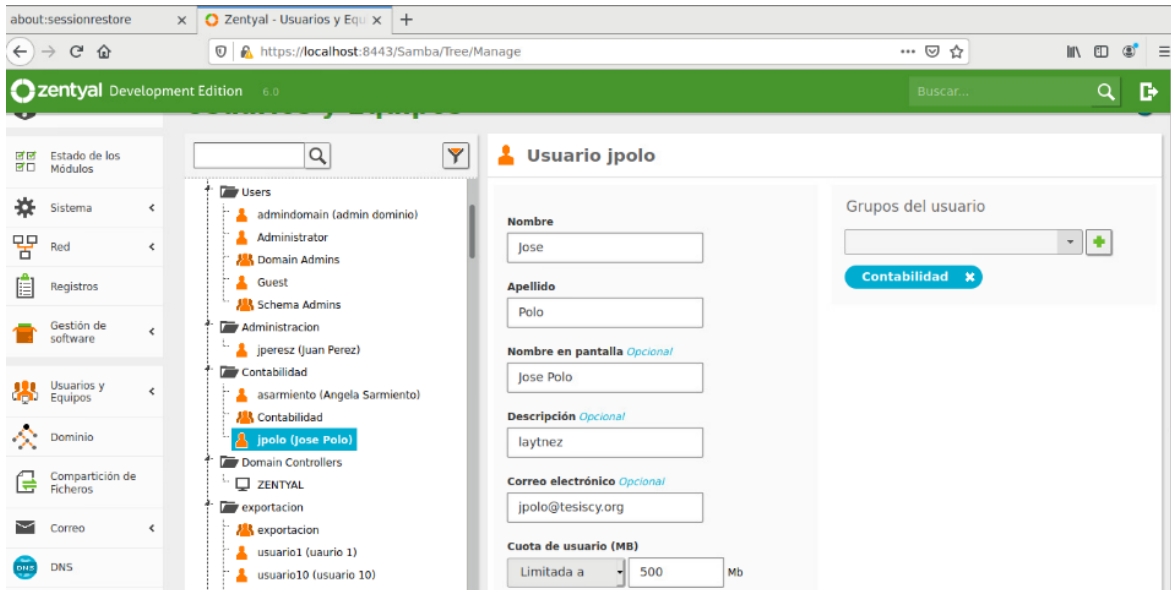 about:sessionrestore
Zentyal - Usuarios y Equ
https://localhost:8443/Samba/Tree/Manage
zentyal Development Edition 6.0
Buscar...
Usuarios y Equipos
Estado de los
Módulos
Sistema
Red
Registros
Gestión de
software
Usuarios y
Equipos
Dominio
Compartición de
Ficheros
Correo
DNS
DNS
Users
admindomain (admin dominio)
Administrator
Domain Admins
Guest
Schema Admins
Administracion
jperesz (Juan Perez)
Contabilidad
asarmiento (Angela Sarmiento)
Contabilidad
jpolo (Jose Polo)
Domain Controllers
ZENTYAL
exportacion
exportacion
usuario1 (uaurio 1)
usuario10 (usuario 10)
Usuario jpolo
Nombre
Jose
Apellido
Polo
Nombre en pantalla Opcional
Jose Polo
Descripción Opcional
laytnez
Correo electrónico Opcional
jpolo@tesiscy.org
Cuota de usuario (MB)
Limitada a 500 Mb
Grupos del usuario
Contabilidad